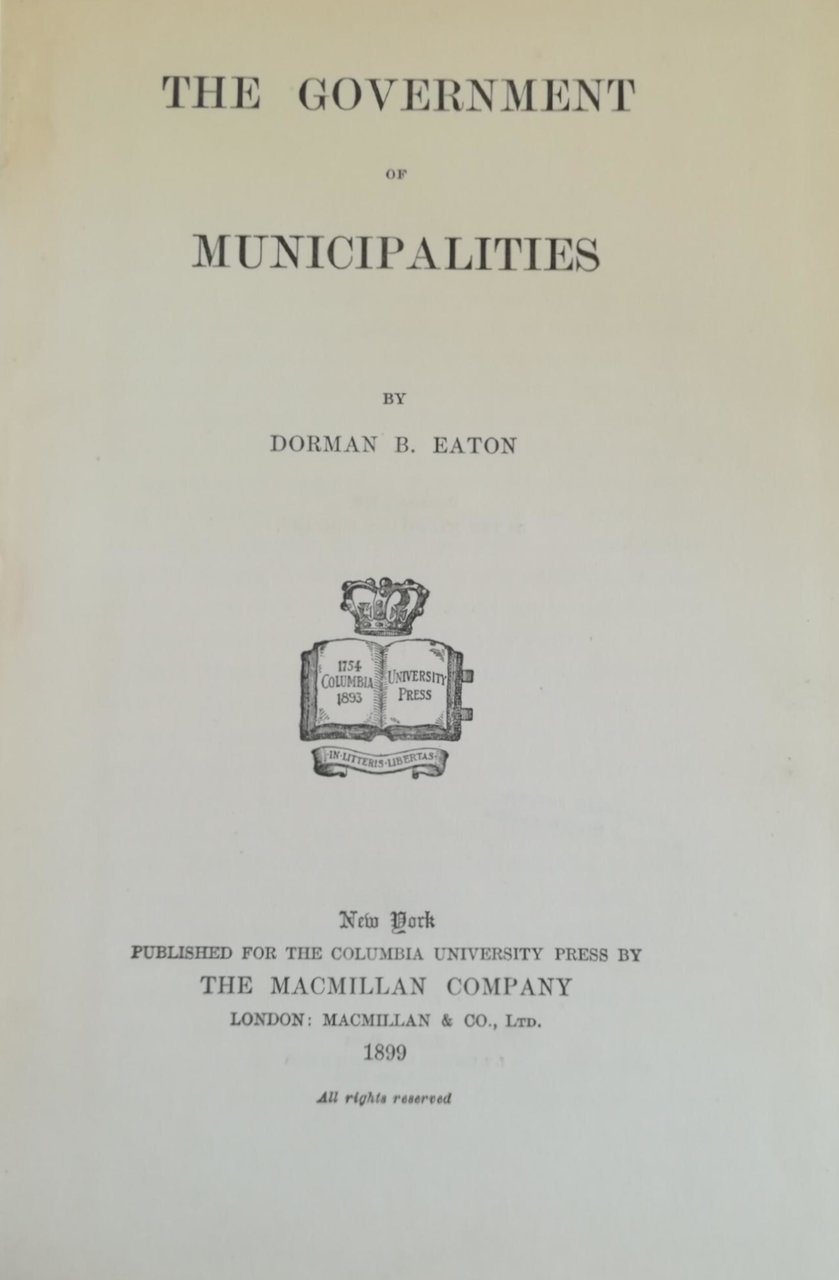 THE GOVERNMENT
OF
MUNICIPALITIES
BY
DORMAN B. EATON
1754
COLUMBIA
1893
UNIVERSITY
PRESS
·IN·LITTERIS·LIBERTAS·
New York
PUBLISHED FOR THE COLUMBIA UNIVERSITY PRESS BY
THE MACMILLAN COMPANY
LONDON: MACMILLAN & CO., LTD.
1899
All rights reserved